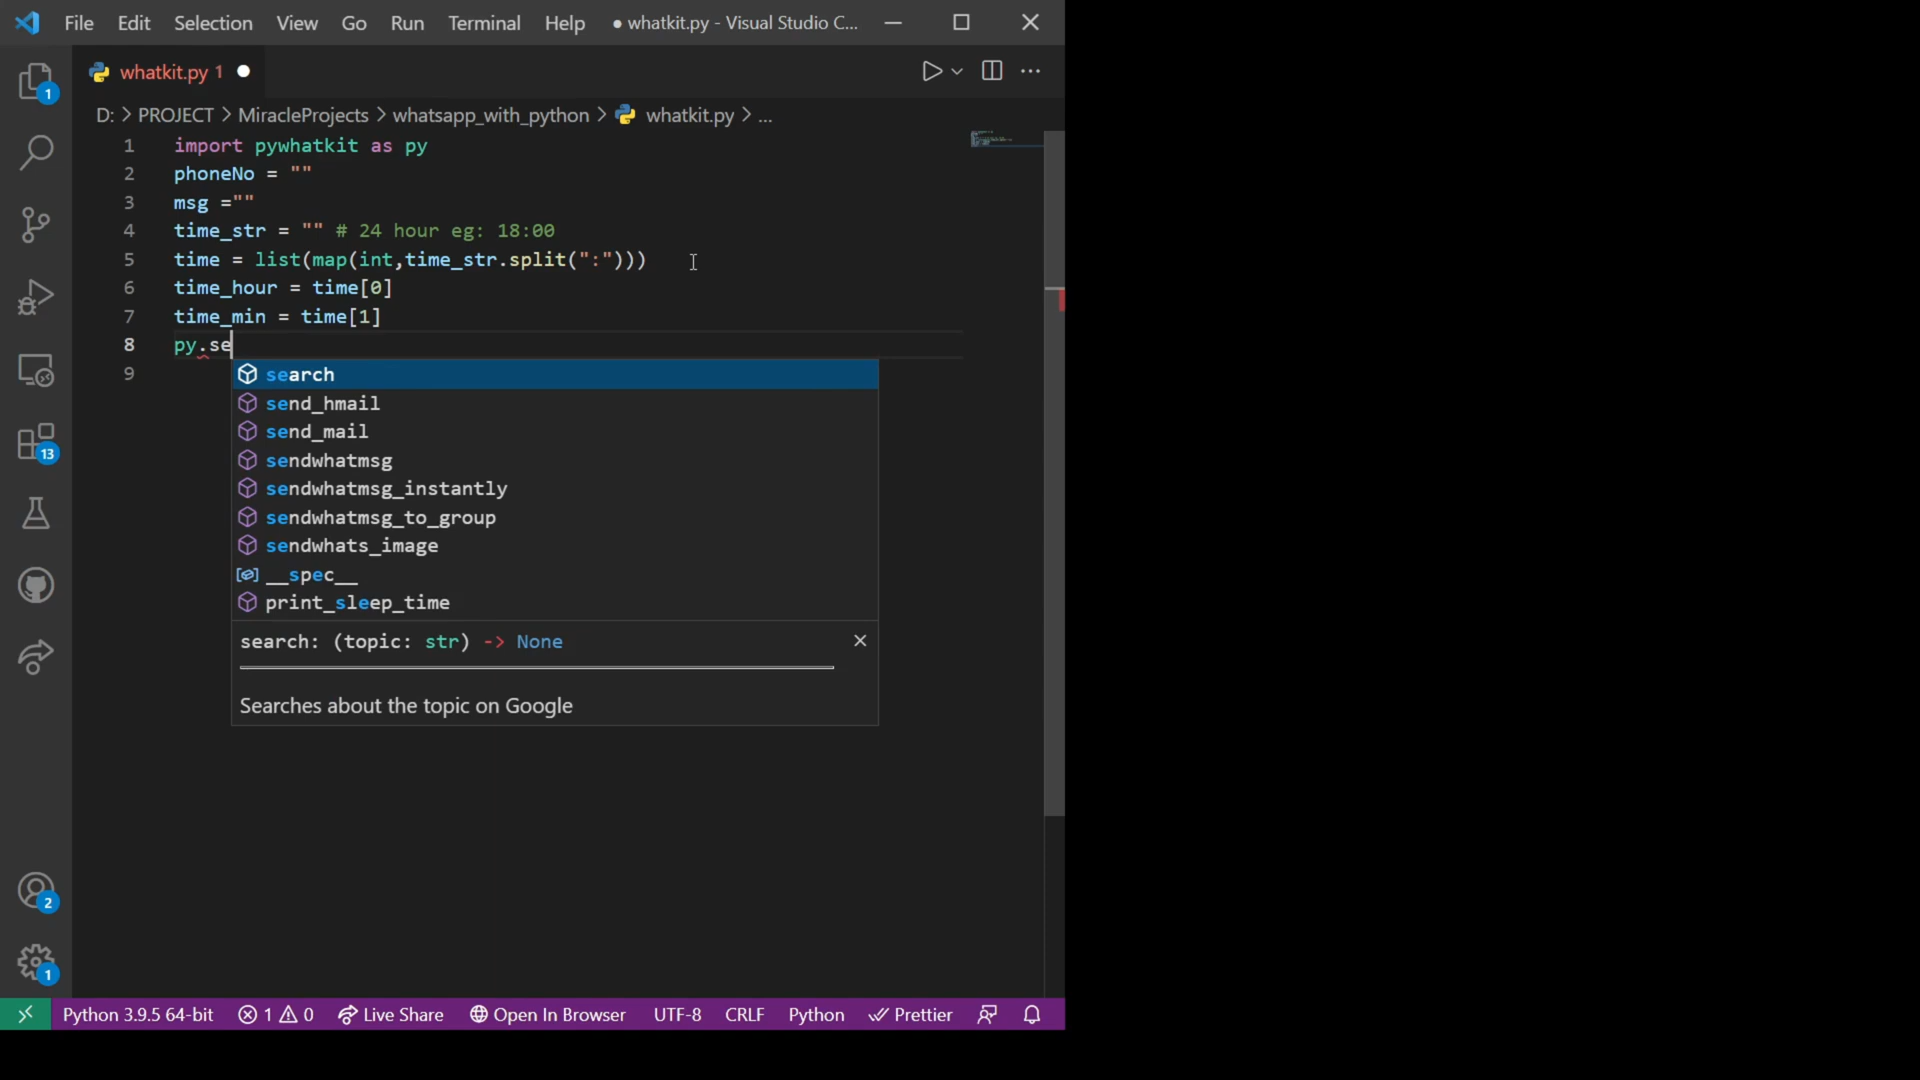 File Edit Selection View Go Run Terminal Help ● whatkit.py - Visual Studio C...
whatkit.py 1
1
D: > PROJECT > MiracleProjects > whatsapp_with_python > whatkit.py > ...
1 import pywhatkit as py
2 phoneNo = ""
3 msg =""
4 time_str = "" # 24 hour eg: 18:00
5 time = list(map(int,time_str.split(":")))
6 time_hour = time[0]
7 time_min = time[1]
8 py.se
9
search
send_hmail
send_mail
sendwhatmsg
sendwhatmsg_instantly
sendwhatmsg_to_group
sendwhats_image
__spec__
print_sleep_time
search: (topic: str) -> None
Searches about the topic on Google
13
2
1
Python 3.9.5 64-bit 1 0 Live Share Open In Browser UTF-8 CRLF Python Prettier